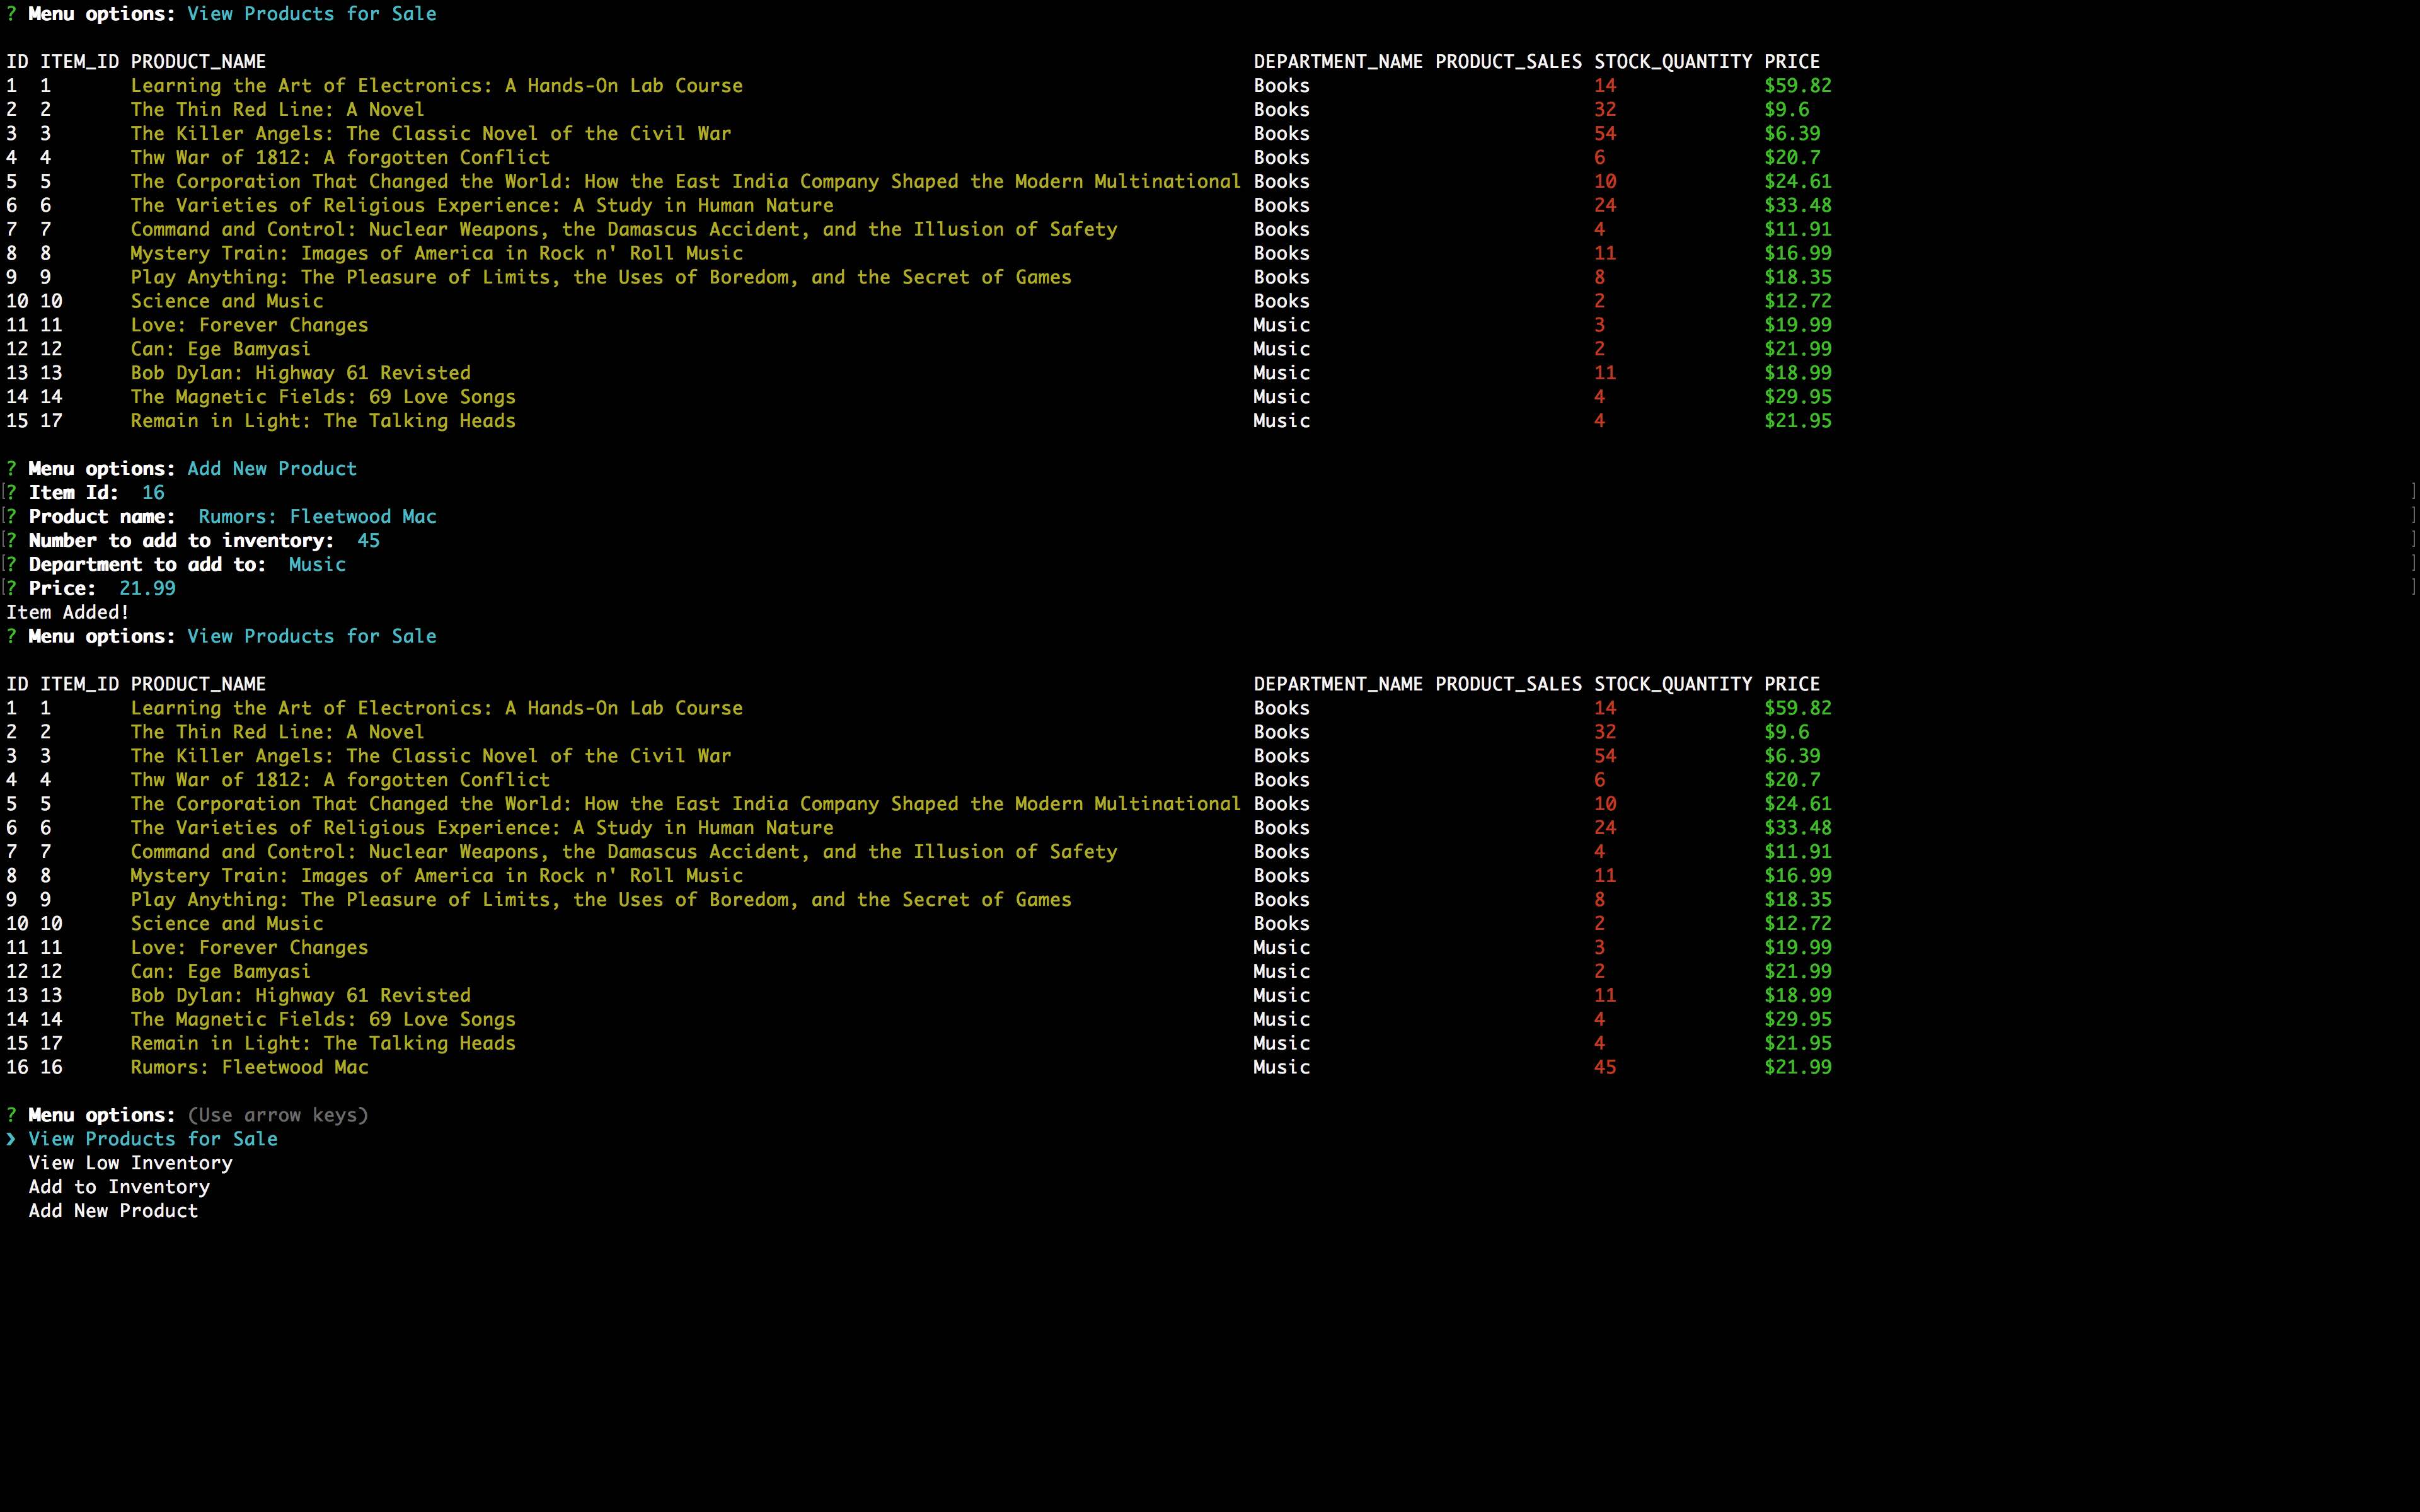 ? Menu options: View Products for Sale
ID ITEM_ID PRODUCT_NAME DEPARTMENT_NAME PRODUCT_SALES STOCK_QUANTITY PRICE
1 1 Learning the Art of Electronics: A Hands-On Lab Course Books 14 $59.82
2 2 The Thin Red Line: A Novel Books 32 $9.6
3 3 The Killer Angels: The Classic Novel of the Civil War Books 54 $6.39
4 4 Thw War of 1812: A forgotten Conflict Books 6 $20.7
5 5 The Corporation That Changed the World: How the East India Company Shaped the Modern Multinational Books 10 $24.61
6 6 The Varieties of Religious Experience: A Study in Human Nature Books 24 $33.48
7 7 Command and Control: Nuclear Weapons, the Damascus Accident, and the Illusion of Safety Books 4 $11.91
8 8 Mystery Train: Images of America in Rock n' Roll Music Books 11 $16.99
9 9 Play Anything: The Pleasure of Limits, the Uses of Boredom, and the Secret of Games Books 8 $18.35
10 10 Science and Music Books 2 $12.72
11 11 Love: Forever Changes Music 3 $19.99
12 12 Can: Ege Bamyasi Music 2 $21.99
13 13 Bob Dylan: Highway 61 Revisted Music 11 $18.99
14 14 The Magnetic Fields: 69 Love Songs Music 4 $29.95
15 17 Remain in Light: The Talking Heads Music 4 $21.95
? Menu options: Add New Product
[? Item Id: 16 ]
[? Product name: Rumors: Fleetwood Mac ]
[? Number to add to inventory: 45 ]
[? Department to add to: Music ]
[? Price: 21.99 ]
Item Added!
? Menu options: View Products for Sale
ID ITEM_ID PRODUCT_NAME DEPARTMENT_NAME PRODUCT_SALES STOCK_QUANTITY PRICE
1 1 Learning the Art of Electronics: A Hands-On Lab Course Books 14 $59.82
2 2 The Thin Red Line: A Novel Books 32 $9.6
3 3 The Killer Angels: The Classic Novel of the Civil War Books 54 $6.39
4 4 Thw War of 1812: A forgotten Conflict Books 6 $20.7
5 5 The Corporation That Changed the World: How the East India Company Shaped the Modern Multinational Books 10 $24.61
6 6 The Varieties of Religious Experience: A Study in Human Nature Books 24 $33.48
7 7 Command and Control: Nuclear Weapons, the Damascus Accident, and the Illusion of Safety Books 4 $11.91
8 8 Mystery Train: Images of America in Rock n' Roll Music Books 11 $16.99
9 9 Play Anything: The Pleasure of Limits, the Uses of Boredom, and the Secret of Games Books 8 $18.35
10 10 Science and Music Books 2 $12.72
11 11 Love: Forever Changes Music 3 $19.99
12 12 Can: Ege Bamyasi Music 2 $21.99
13 13 Bob Dylan: Highway 61 Revisted Music 11 $18.99
14 14 The Magnetic Fields: 69 Love Songs Music 4 $29.95
15 17 Remain in Light: The Talking Heads Music 4 $21.95
16 16 Rumors: Fleetwood Mac Music 45 $21.99
? Menu options: (Use arrow keys)
❯ View Products for Sale
View Low Inventory
Add to Inventory
Add New Product